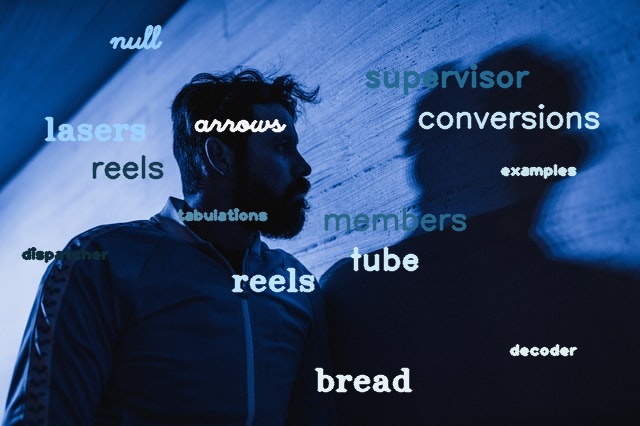 null
supervisor
conversions
lasers
arrows
reels
examples
tabulations
members
dispatcher
tube
reels
decoder
bread